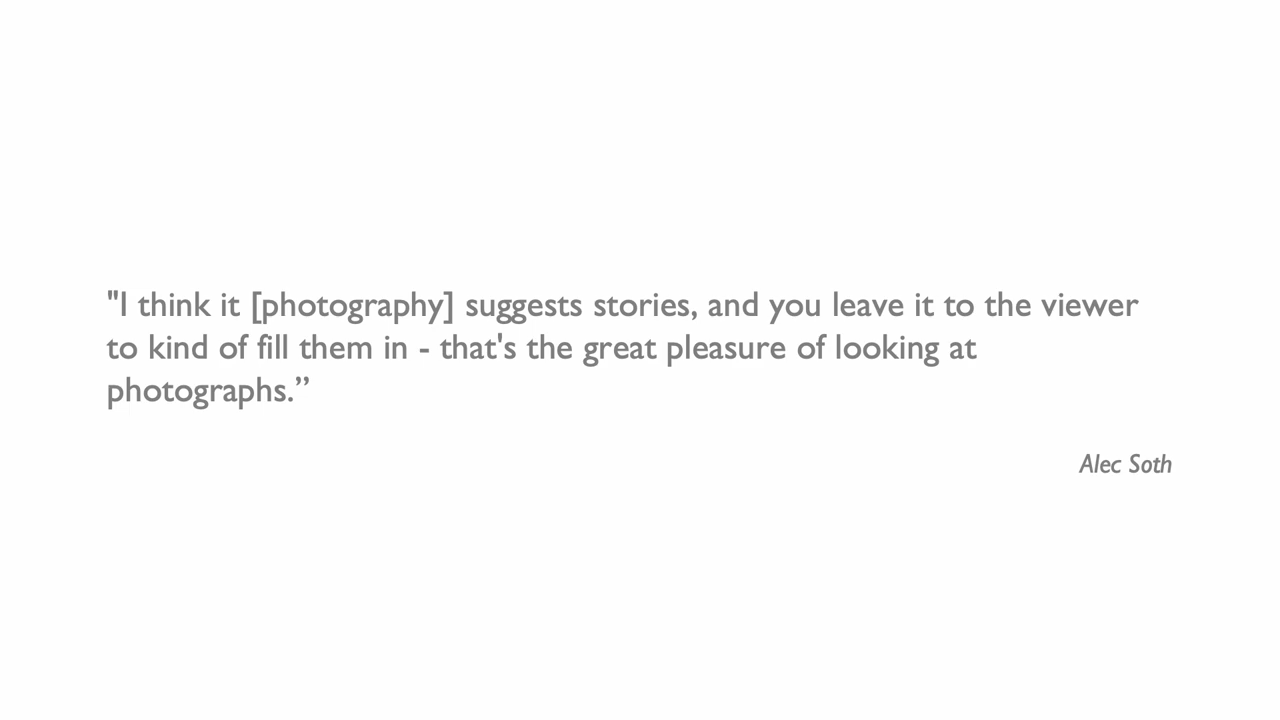 "I think it [photography] suggests stories, and you leave it to the viewer
to kind of fill them in - that's the great pleasure of looking at
photographs.”
Alec Soth